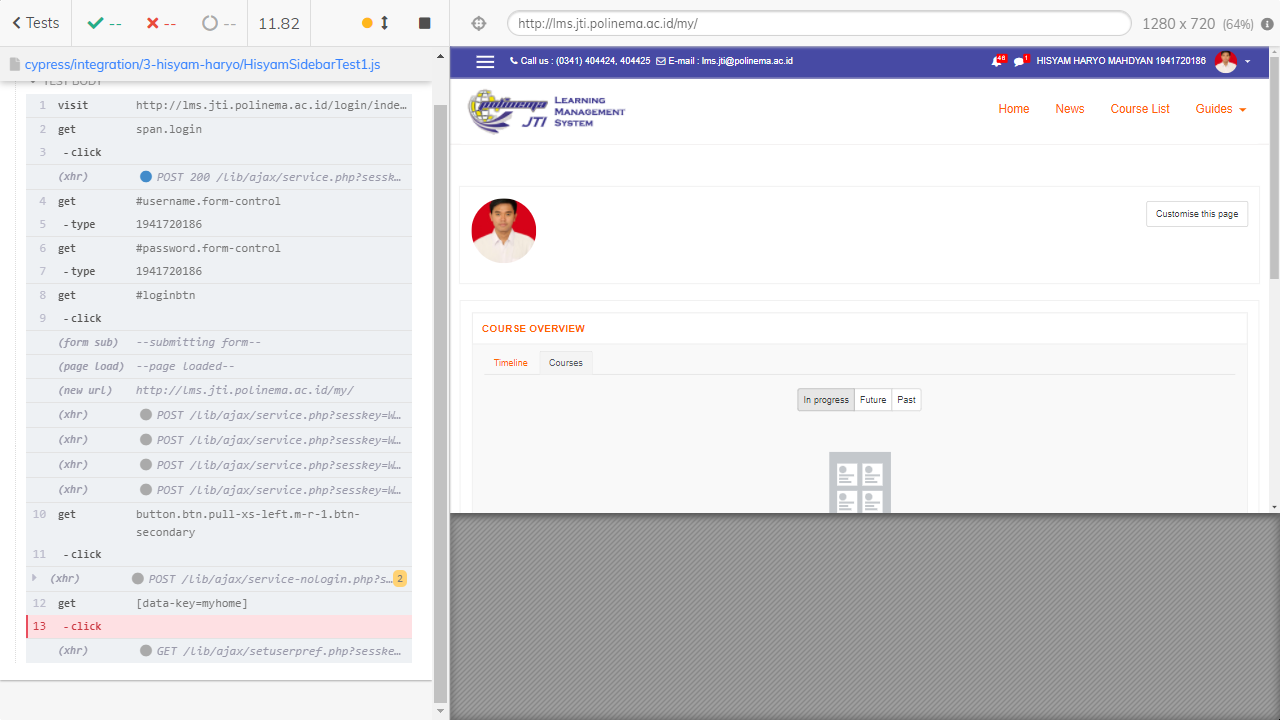 Tests
--
--
--
11.82
cypress/integration/3-hisyam-haryo/HisyamSidebarTest1.js
TEST BODY
1 visit http://lms.jti.polinema.ac.id/login/inde…
2 get span.login
3 -click
(xhr) POST 200 /lib/ajax/service.php?sessk…
4 get #username.form-control
5 -type 1941720186
6 get #password.form-control
7 -type 1941720186
8 get #loginbtn
9 -click
(form sub) --submitting form--
(page load) --page loaded--
(new url) http://lms.jti.polinema.ac.id/my/
(xhr) POST /lib/ajax/service.php?sesskey=W…
(xhr) POST /lib/ajax/service.php?sesskey=W…
(xhr) POST /lib/ajax/service.php?sesskey=W…
(xhr) POST /lib/ajax/service.php?sesskey=W…
10 get button.btn.pull-xs-left.m-r-1.btn-
secondary
11 -click
(xhr) POST /lib/ajax/service-nologin.php?s… 2
12 get [data-key=myhome]
13 -click
(xhr) GET /lib/ajax/setuserpref.php?sesske…
http://lms.jti.polinema.ac.id/my/
1280 x 720 (64%)
Call us : (0341) 404424, 404425 E-mail : lms.jti@polinema.ac.id
46 1 HISYAM HARYO MAHDYAN 1941720186
polinema
JTI
LEARNING
MANAGEMENT
SYSTEM
Home News Course List Guides
Customise this page
COURSE OVERVIEW
Timeline Courses
In progress Future Past